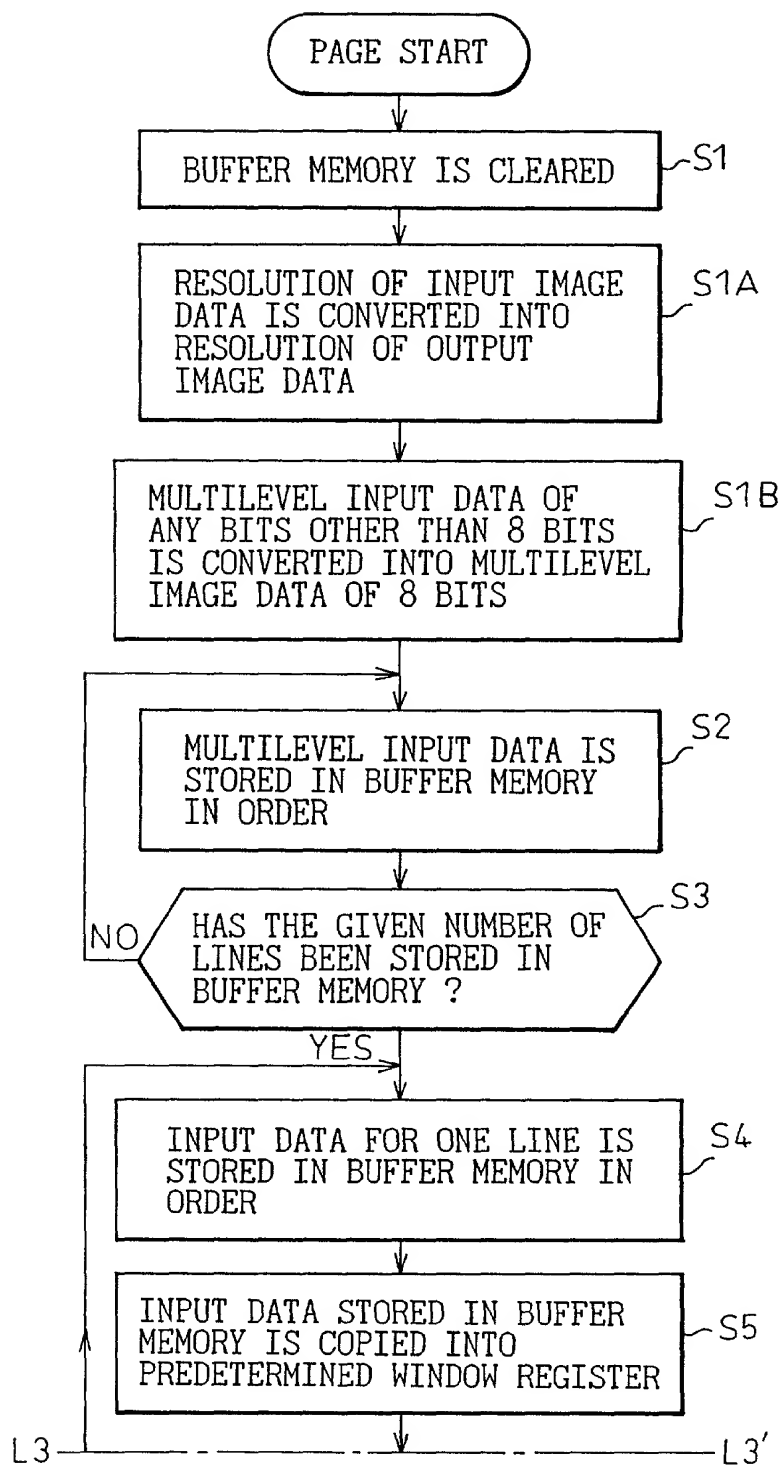 PAGE START
BUFFER MEMORY IS CLEARED
S1
RESOLUTION OF INPUT IMAGE
DATA IS CONVERTED INTO
RESOLUTION OF OUTPUT
IMAGE DATA
S1A
MULTILEVEL INPUT DATA OF
ANY BITS OTHER THAN 8 BITS
IS CONVERTED INTO MULTILEVEL
IMAGE DATA OF 8 BITS
S1B
MULTILEVEL INPUT DATA IS
STORED IN BUFFER MEMORY
IN ORDER
S2
HAS THE GIVEN NUMBER OF
LINES BEEN STORED IN
BUFFER MEMORY ?
S3
NO
YES
INPUT DATA FOR ONE LINE IS
STORED IN BUFFER MEMORY IN
ORDER
S4
INPUT DATA STORED IN BUFFER
MEMORY IS COPIED INTO
PREDETERMINED WINDOW REGISTER
S5
L3
L3'